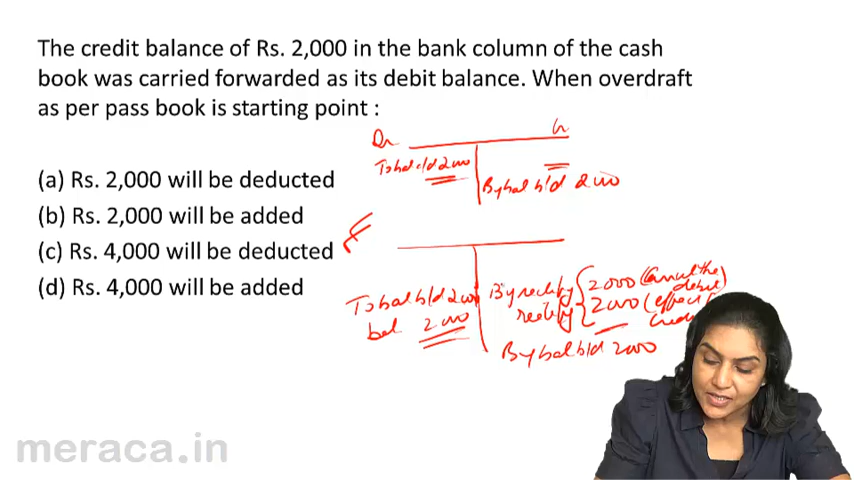 The credit balance of Rs. 2,000 in the bank column of the cash
book was carried forwarded as its debit balance. When overdraft
as per pass book is starting point :
Dr
Cr
To bal c/d 2000
By bal b/d 2000
(a) Rs. 2,000 will be deducted
(b) Rs. 2,000 will be added
(c) Rs. 4,000 will be deducted
(d) Rs. 4,000 will be added
To bal b/d 2000
bal 2000
By rectify 2000 (Cancel the debit)
rectify 2000 (effect
By bal b/d 2000
meraca.in